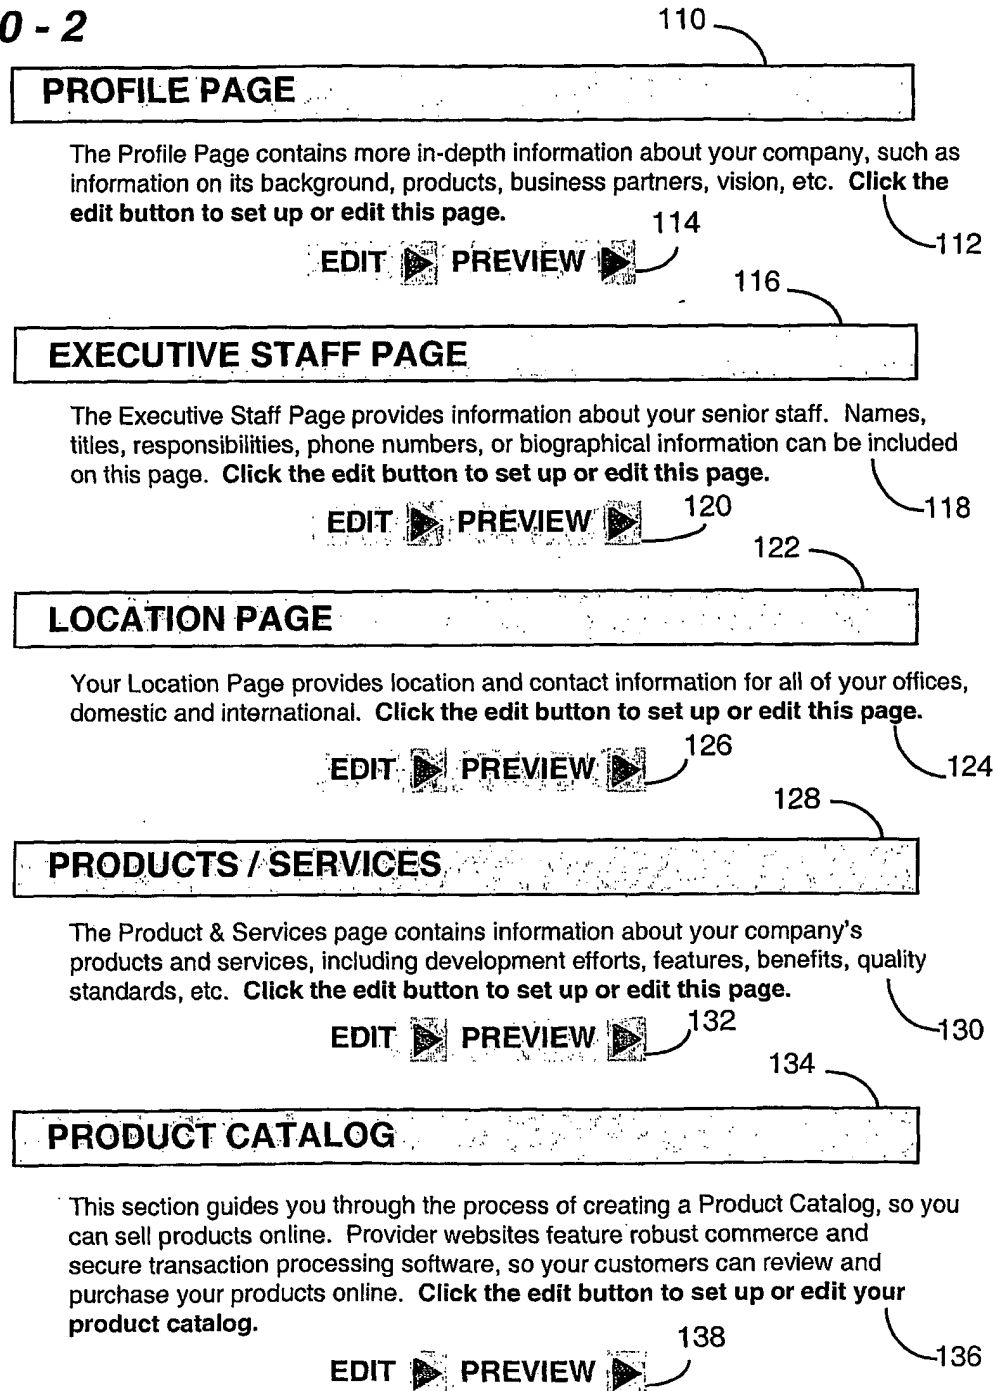 0 - 2
110
PROFILE PAGE
The Profile Page contains more in-depth information about your company, such as
information on its background, products, business partners, vision, etc. Click the
edit button to set up or edit this page.
114
112
EDIT PREVIEW
116
EXECUTIVE STAFF PAGE
The Executive Staff Page provides information about your senior staff. Names,
titles, responsibilities, phone numbers, or biographical information can be included
on this page. Click the edit button to set up or edit this page.
118
EDIT PREVIEW
120
122
LOCATION PAGE
Your Location Page provides location and contact information for all of your offices,
domestic and international. Click the edit button to set up or edit this page.
126
124
EDIT PREVIEW
128
PRODUCTS / SERVICES
The Product & Services page contains information about your company's
products and services, including development efforts, features, benefits, quality
standards, etc. Click the edit button to set up or edit this page.
132
130
EDIT PREVIEW
134
PRODUCT CATALOG
This section guides you through the process of creating a Product Catalog, so you
can sell products online. Provider websites feature robust commerce and
secure transaction processing software, so your customers can review and
purchase your products online. Click the edit button to set up or edit your
product catalog.
138
136
EDIT PREVIEW